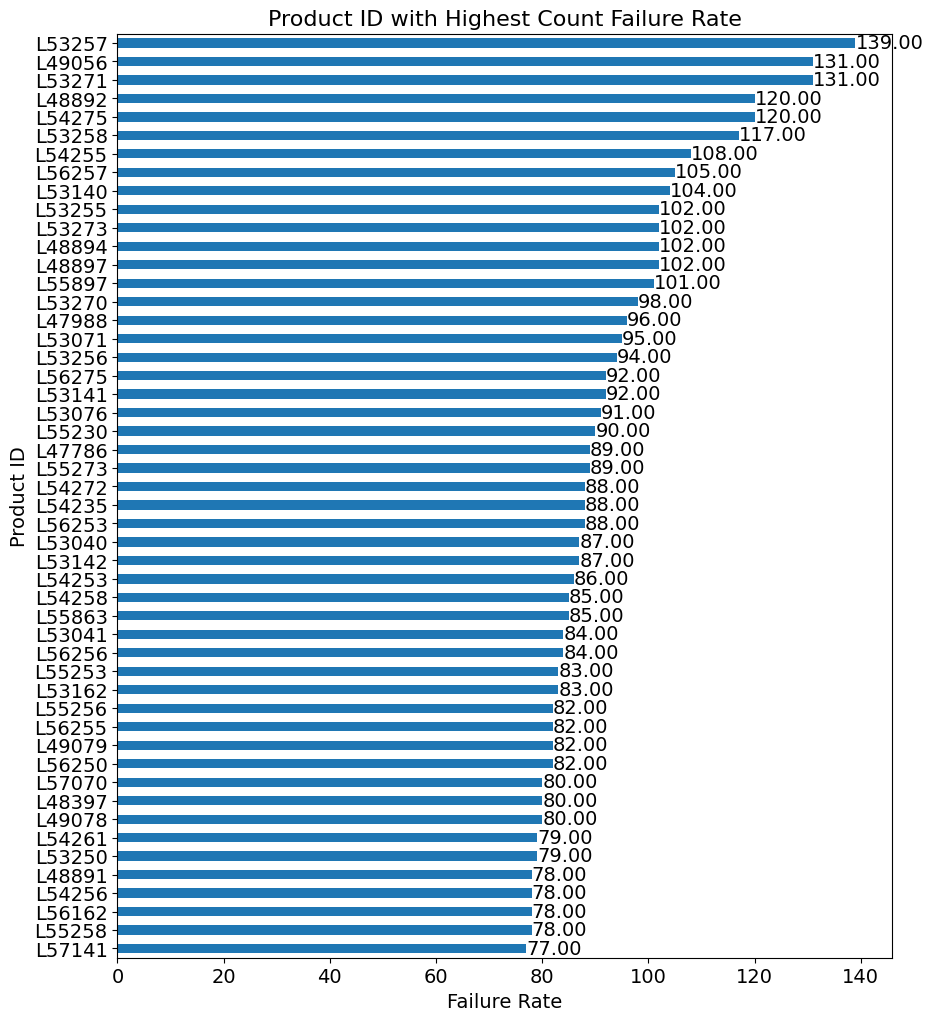 Product ID with Highest Count Failure Rate
L53257 139.00
L49056 131.00
L53271 131.00
L48892 120.00
L54275 120.00
L53258 117.00
L54255 108.00
L56257 105.00
L53140 104.00
L53255 102.00
L53273 102.00
L48894 102.00
L48897 102.00
L55897 101.00
L53270 98.00
L47988 96.00
L53071 95.00
L53256 94.00
L56275 92.00
L53141 92.00
L53076 91.00
L55230 90.00
L47786 89.00
L55273 89.00
L54272 88.00
L54235 88.00
L56253 88.00
L53040 87.00
L53142 87.00
L54253 86.00
L54258 85.00
L55863 85.00
L53041 84.00
L56256 84.00
L55253 83.00
L53162 83.00
L55256 82.00
L56255 82.00
L49079 82.00
L56250 82.00
L57070 80.00
L48397 80.00
L49078 80.00
L54261 79.00
L53250 79.00
L48891 78.00
L54256 78.00
L56162 78.00
L55258 78.00
L57141 77.00
Product ID
0 20 40 60 80 100 120 140
Failure Rate